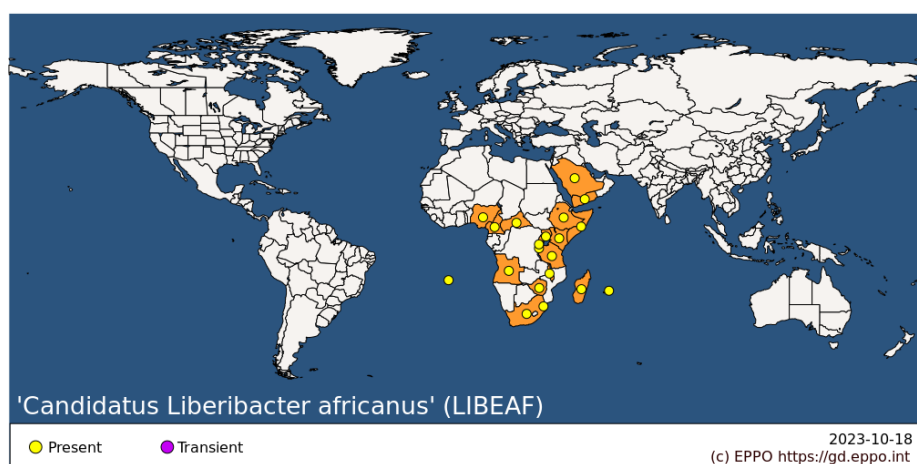 'Candidatus Liberibacter africanus' (LIBEAF)
Present
Transient
2023-10-18
(c) EPPO https://gd.eppo.int